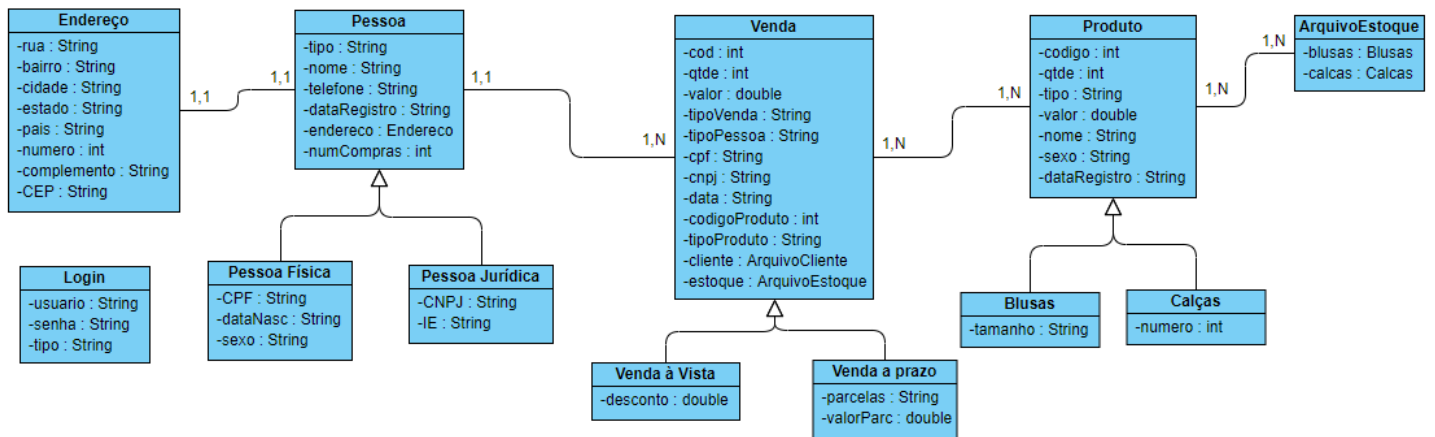 Endereço
-rua : String
-bairro : String
-cidade : String
-estado : String
-pais : String
-numero : int
-complemento : String
-CEP : String
1,1
1,1
Pessoa
-tipo : String
-nome : String
-telefone : String
-dataRegistro : String
-endereco : Endereco
-numCompras : int
1,1
1,N
Venda
-cod : int
-qtde : int
-valor : double
-tipoVenda : String
-tipoPessoa : String
-cpf : String
-cnpj : String
-data : String
-codigoProduto : int
-tipoProduto : String
-cliente : ArquivoCliente
-estoque : ArquivoEstoque
1,N
1,N
Produto
-codigo : int
-qtde : int
-tipo : String
-valor : double
-nome : String
-sexo : String
-dataRegistro : String
1,N
1,N
ArquivoEstoque
-blusas : Blusas
-calcas : Calcas
Login
-usuario : String
-senha : String
-tipo : String
Pessoa Física
-CPF : String
-dataNasc : String
-sexo : String
Pessoa Jurídica
-CNPJ : String
-IE : String
Venda à Vista
-desconto : double
Venda a prazo
-parcelas : String
-valorParc : double
Blusas
-tamanho : String
Calças
-numero : int